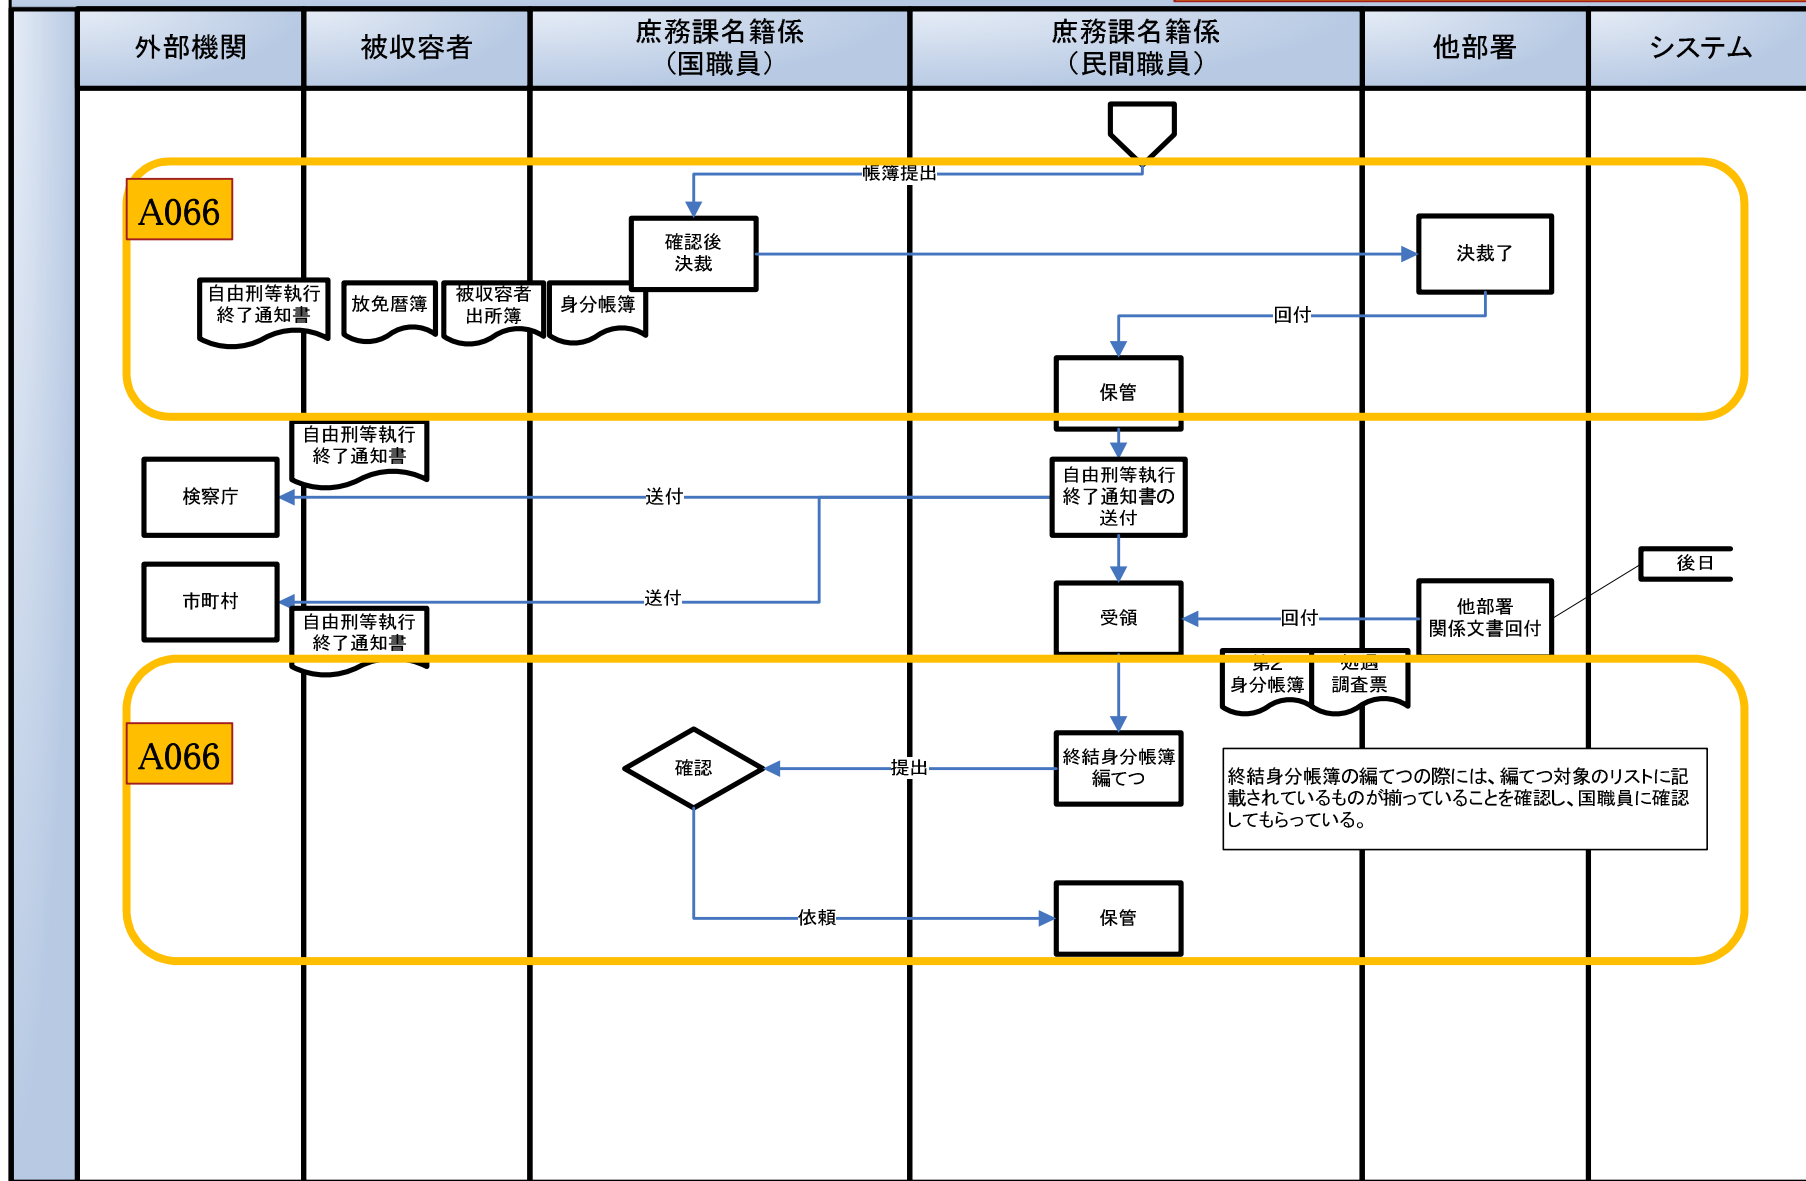 外部機関
被収容者
庶務課名籍係
（国職員）
庶務課名籍係
（民間職員）
他部署
システム
帳簿提出
A066
確認後
決裁
決裁了
自由刑等執行
終了通知書
放免暦簿
被収容者
出所簿
身分帳簿
回付
保管
自由刑等執行
終了通知書
検察庁
送付
自由刑等執行
終了通知書の
送付
後日
市町村
送付
自由刑等執行
終了通知書
受領
回付
他部署
関係文書回付
第2
身分帳簿
処遇
調査票
A066
確認
提出
終結身分帳簿
編てつ
終結身分帳簿の編てつの際には、編てつ対象のリストに記
載されているものが揃っていることを確認し、国職員に確認
してもらっている。
依頼
保管